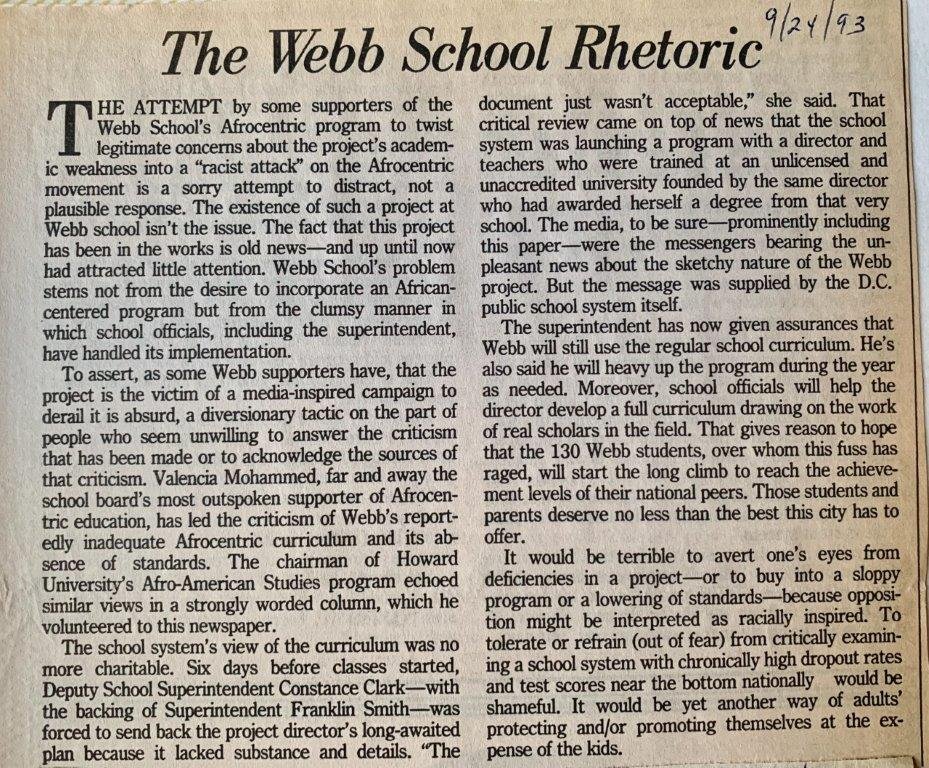 9/24/93
The Webb School Rhetoric
THE ATTEMPT by some supporters of the
Webb School's Afrocentric program to twist
legitimate concerns about the project's academ-
ic weakness into a “racist attack” on the Afrocentric
movement is a sorry attempt to distract, not a
plausible response. The existence of such a project at
Webb school isn't the issue. The fact that this project
has been in the works is old news—and up until now
had attracted little attention. Webb School's problem
stems not from the desire to incorporate an African-
centered program but from the clumsy manner in
which school officials, including the superintendent,
have handled its implementation.
To assert, as some Webb supporters have, that the
project is the victim of a media-inspired campaign to
derail it is absurd, a diversionary tactic on the part of
people who seem unwilling to answer the criticism
that has been made or to acknowledge the sources of
that criticism. Valencia Mohammed, far and away the
school board's most outspoken supporter of Afrocen-
tric education, has led the criticism of Webb's report-
edly inadequate Afrocentric curriculum and its ab-
sence of standards. The chairman of Howard
University's Afro-American Studies program echoed
similar views in a strongly worded column, which he
volunteered to this newspaper.
The school system's view of the curriculum was no
more charitable. Six days before classes started,
Deputy School Superintendent Constance Clark—with
the backing of Superintendent Franklin Smith—was
forced to send back the project director's long-awaited
plan because it lacked substance and details. “The
document just wasn't acceptable,” she said. That
critical review came on top of news that the school
system was launching a program with a director and
teachers who were trained at an unlicensed and
unaccredited university founded by the same director
who had awarded herself a degree from that very
school. The media, to be sure—prominently including
this paper—were the messengers bearing the un-
pleasant news about the sketchy nature of the Webb
project. But the message was supplied by the D.C.
public school system itself.
The superintendent has now given assurances that
Webb will still use the regular school curriculum. He's
also said he will heavy up the program during the year
as needed. Moreover, school officials will help the
director develop a full curriculum drawing on the work
of real scholars in the field. That gives reason to hope
that the 130 Webb students, over whom this fuss has
raged, will start the long climb to reach the achieve-
ment levels of their national peers. Those students and
parents deserve no less than the best this city has to
offer.
It would be terrible to avert one's eyes from
deficiencies in a project—or to buy into a sloppy
program or a lowering of standards—because opposi-
tion might be interpreted as racially inspired. To
tolerate or refrain (out of fear) from critically examin-
ing a school system with chronically high dropout rates
and test scores near the bottom nationally would be
shameful. It would be yet another way of adults'
protecting and/or promoting themselves at the ex-
pense of the kids.